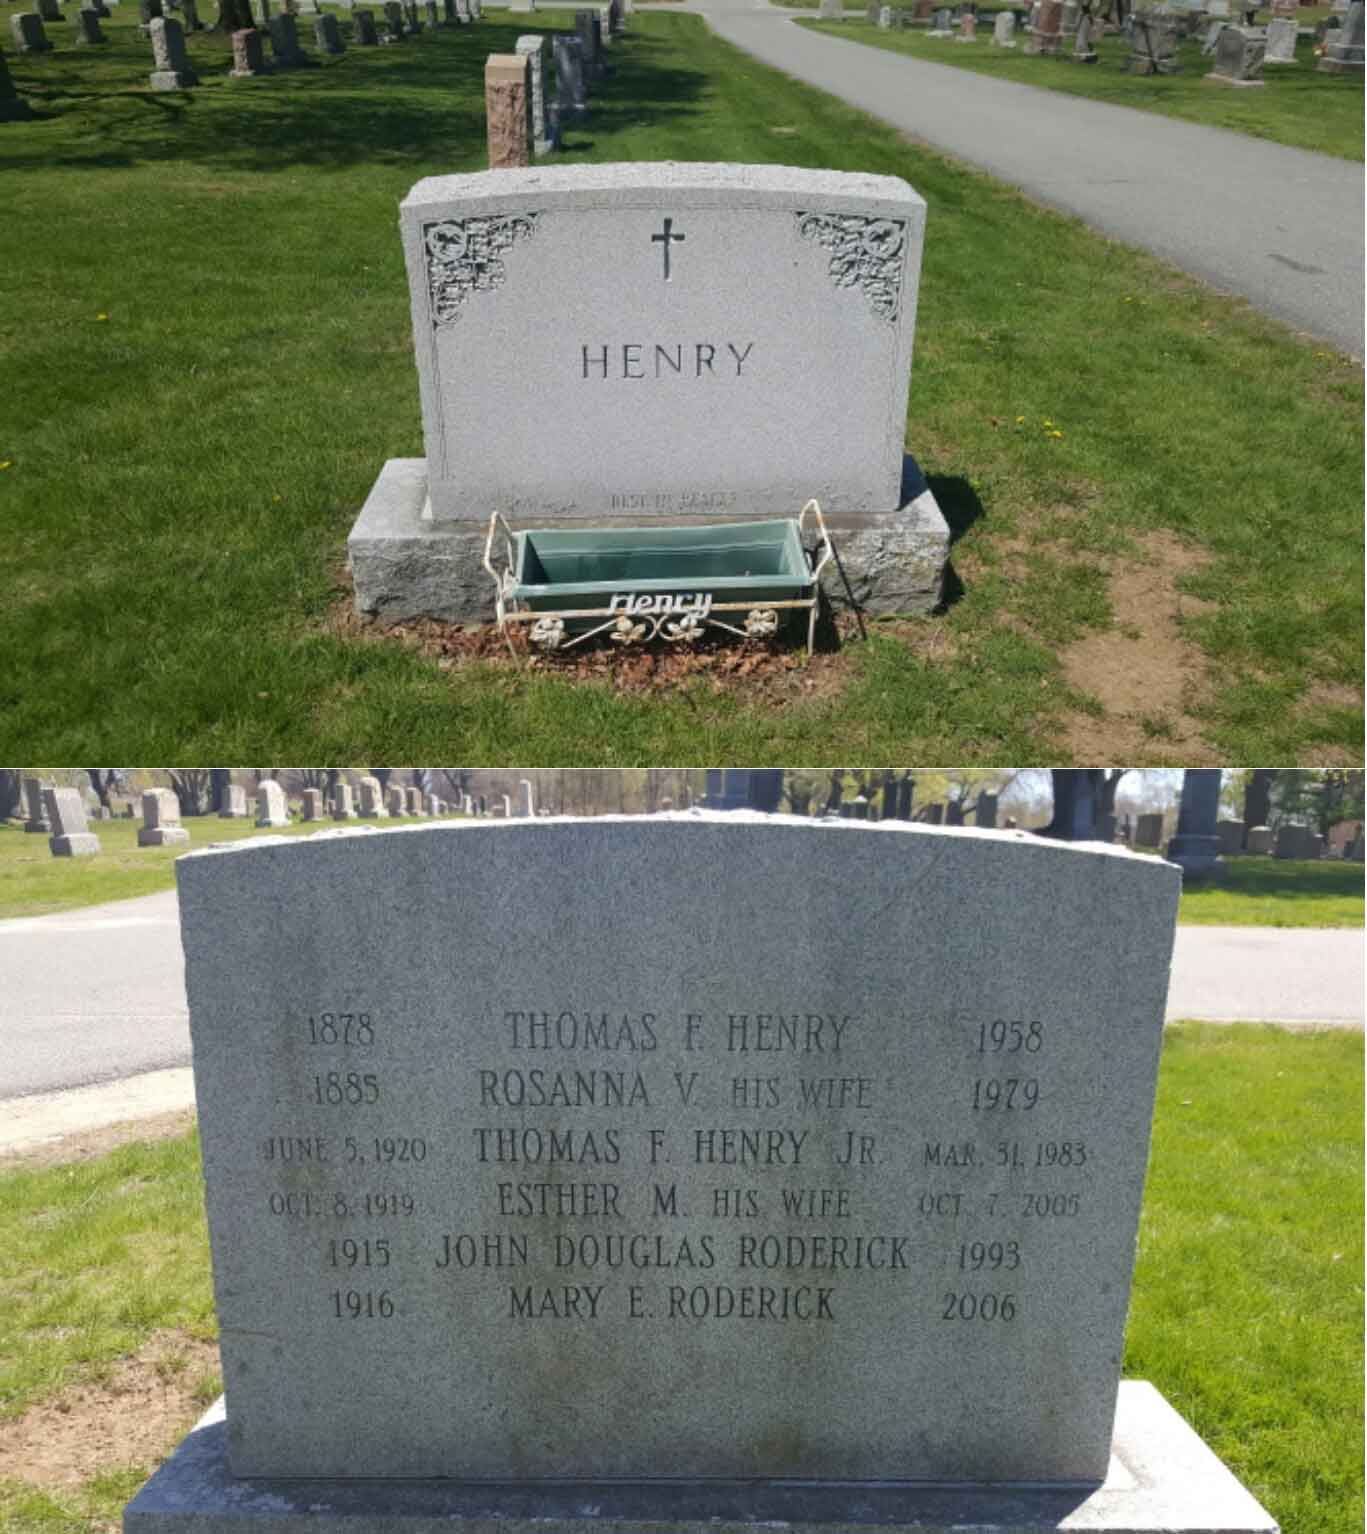 HENRY
REST IN PEACE
Henry
1878 THOMAS F. HENRY 1958
1885 ROSANNA V. HIS WIFE 1979
JUNE 5, 1920 THOMAS F. HENRY JR. MAR. 31, 1983
OCT. 8, 1919 ESTHER M. HIS WIFE OCT. 7, 2005
1915 JOHN DOUGLAS RODERICK 1993
1916 MARY E. RODERICK 2006